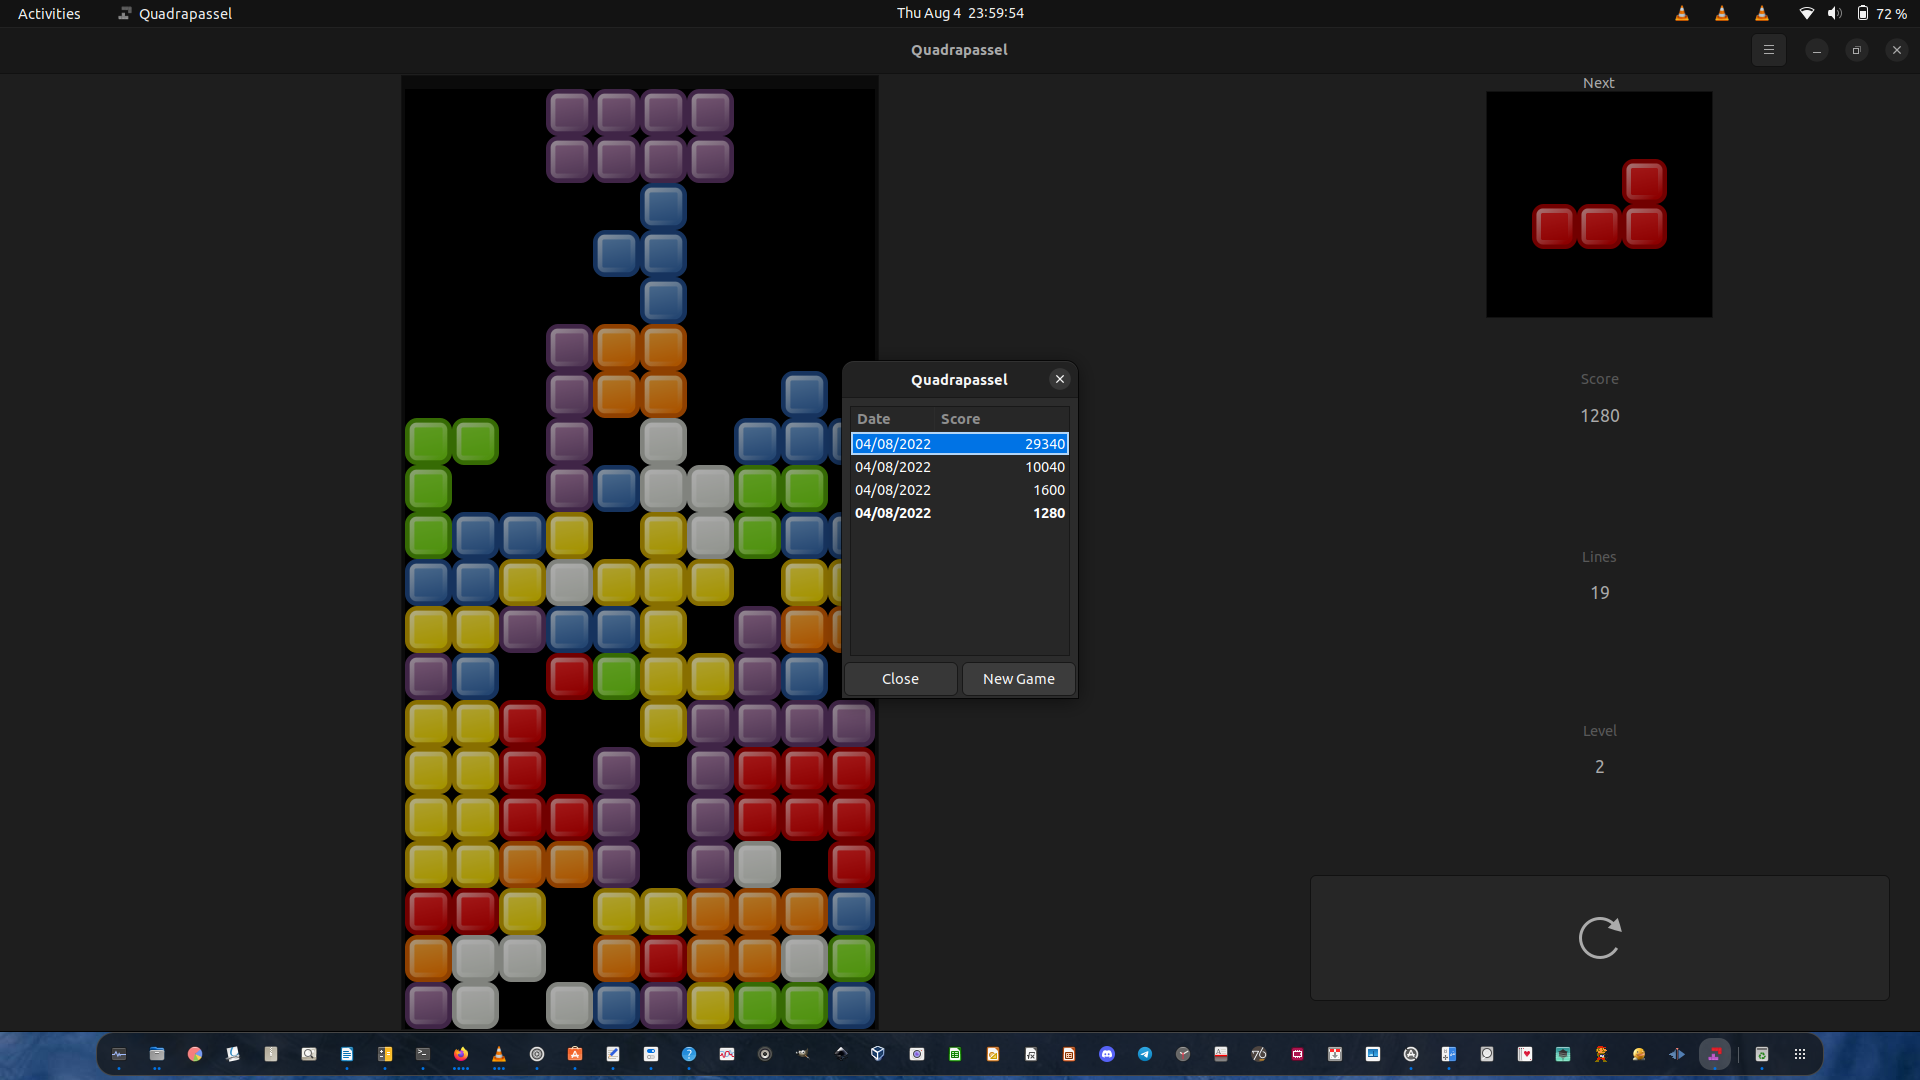 Activities
Quadrapassel
Thu Aug 4 23:59:54
72 %
Quadrapassel
Next
Score
1280
Lines
19
Level
2
Quadrapassel
Date Score
04/08/2022 29340
04/08/2022 10040
04/08/2022 1600
04/08/2022 1280
Close New Game
76